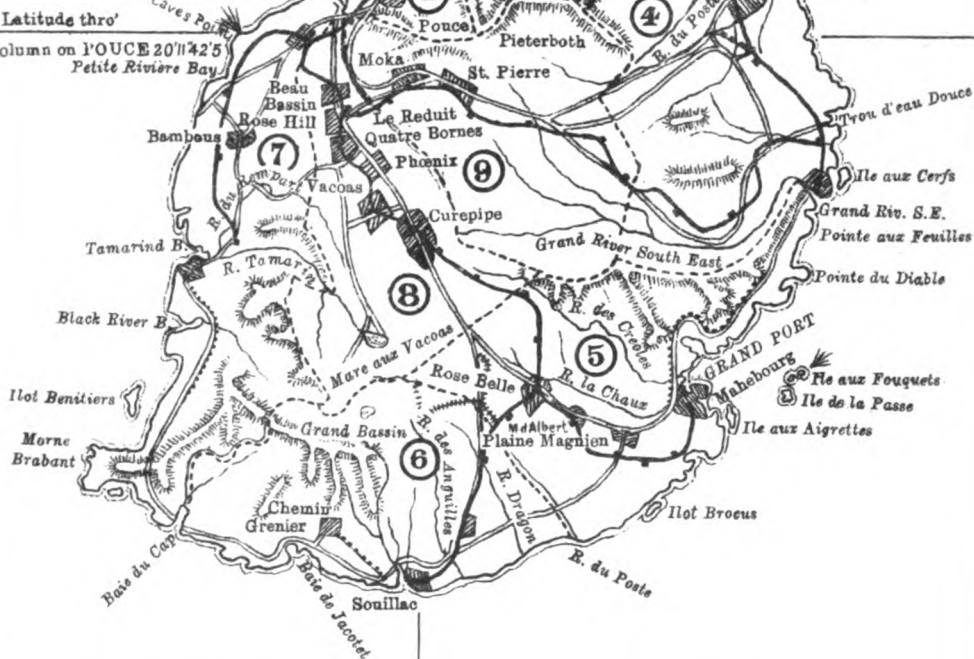 Caves Point
Latitude thro'
Column on POUCE 20°11'42"5
Petite Rivière Bay
Pouce
4
Pieterboth
R. du Poste
Moka
St. Pierre
Beau
Bassin
Rose Hill
Le Reduit
Quatre Bornes
Bambous
7
Phœnix
9
Trou d'eau Douce
R. du Rempart
Vacoas
Ile aux Cerfs
Curepipe
Grand Riv. S.E.
Grand River South East
Pointe aux Feuilles
Tamarind B.
R. Tamarin
Pointe du Diable
8
R. des Creoles
Black River B.
Mare aux Vacoas
5
GRAND PORT
Mahebourg
Rose Belle
R. la Chaux
Ile aux Fouquets
Ile de la Passe
Ilot Benitiers
Md Albert
Plaine Magnien
Ile aux Aigrettes
Morne
Brabant
Grand Bassin
R. des Anguilles
6
R. Dragon
Chemin
Grenier
Ilot Brocus
Baie du Cap
R. du Poste
Baie de Jacotet
Souillac